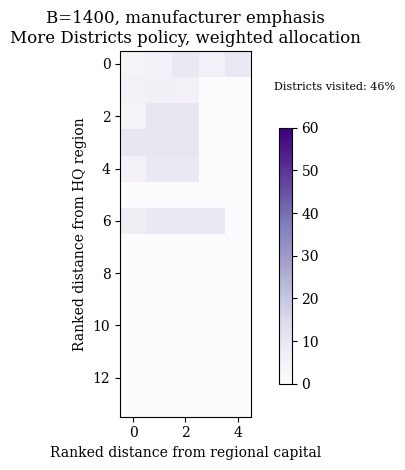 B=1400, manufacturer emphasis
More Districts policy, weighted allocation
Districts visited: 46%
Ranked distance from HQ region
0
2
4
6
8
10
12
0 2 4
Ranked distance from regional capital
60
50
40
30
20
10
0